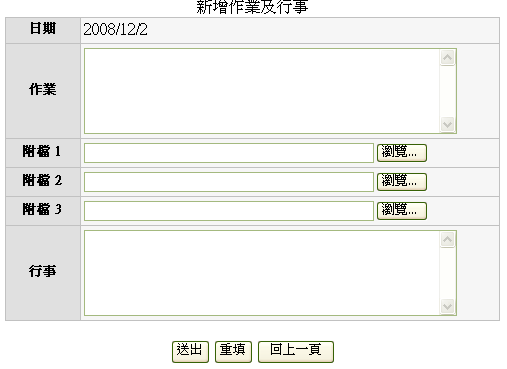 新增作業及行事
日期 2008/12/2
作業
附檔 1 瀏覽...
附檔 2 瀏覽...
附檔 3 瀏覽...
行事
送出 重填 回上一頁